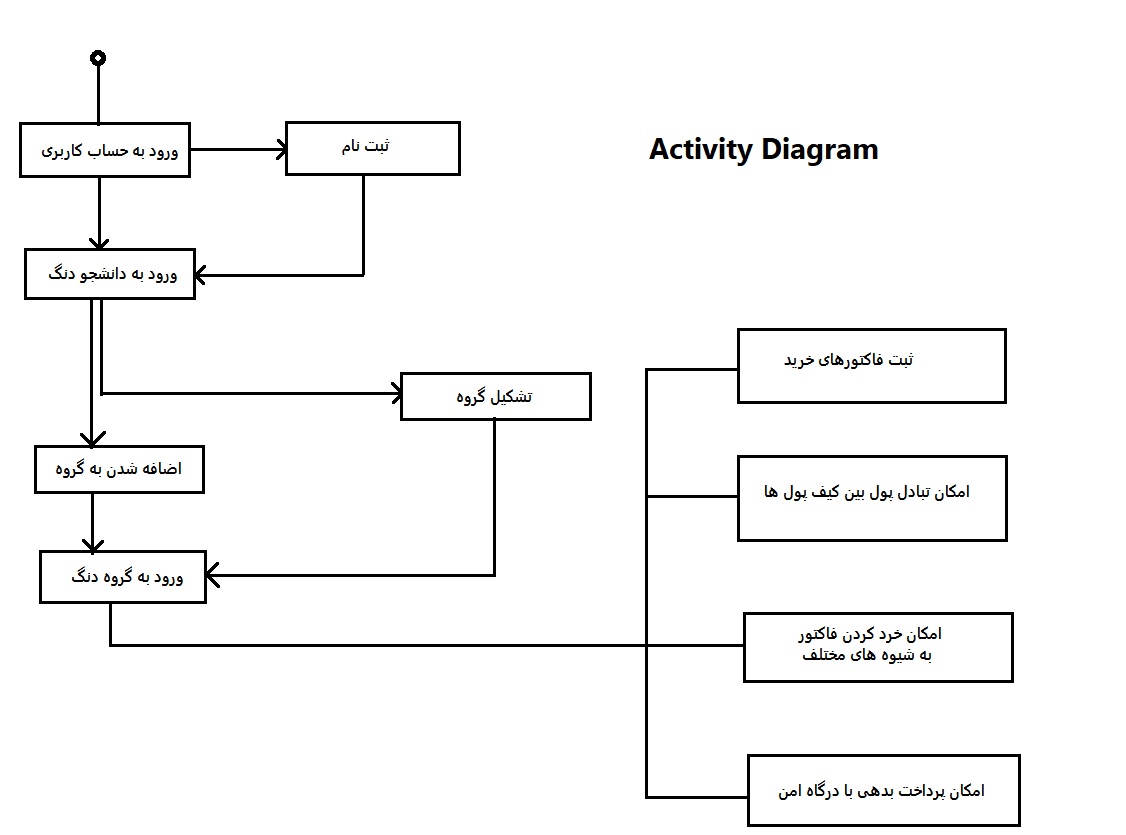 Activity Diagram
ورود به حساب کاربری
ثبت نام
ورود به دانشجو دنگ
تشکیل گروه
اضافه شدن به گروه
ورود به گروه دنگ
ثبت فاکتورهای خرید
امکان تبادل پول بین کیف پول ها
امکان خرد کردن فاکتور
به شیوه های مختلف
امکان پرداخت بدهی با درگاه امن